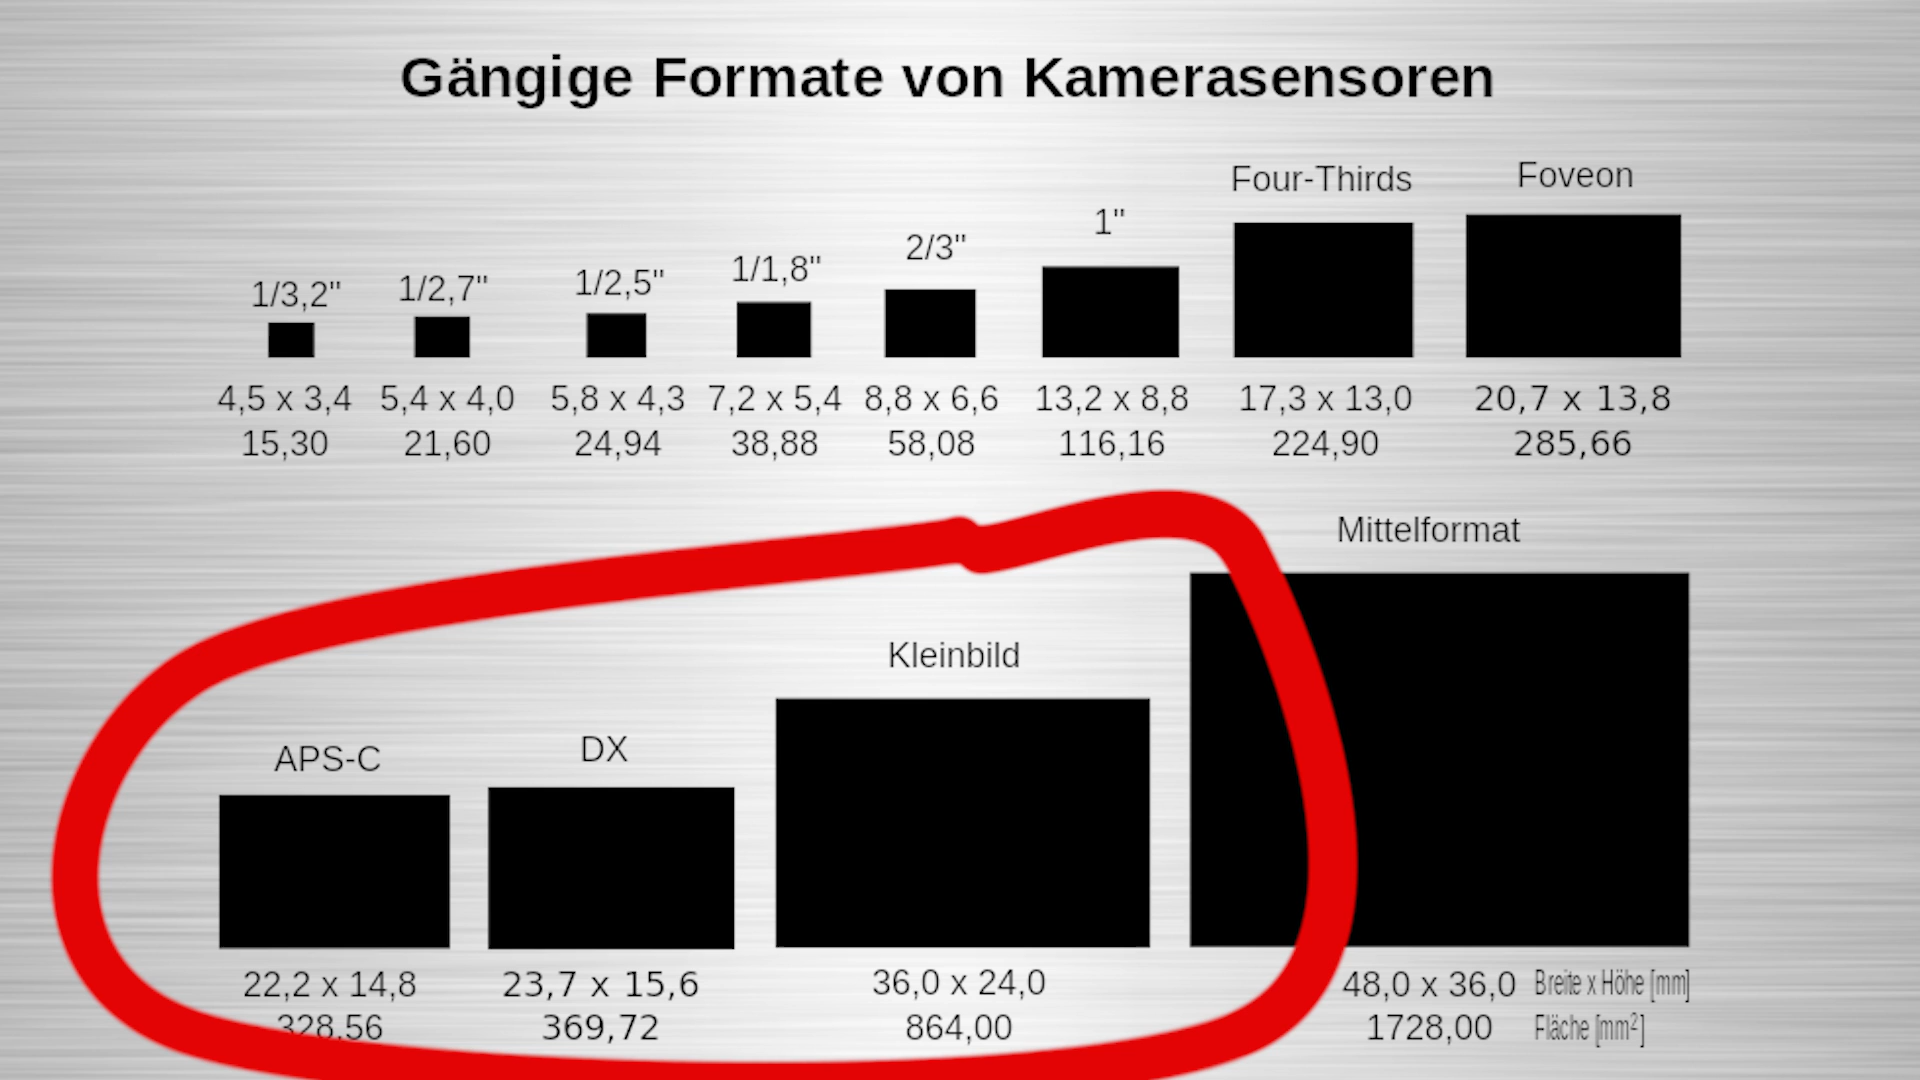 Gängige Formate von Kamerasensoren
1/3,2" 1/2,7" 1/2,5" 1/1,8" 2/3" 1" Four-Thirds Foveon
4,5 x 3,4 5,4 x 4,0 5,8 x 4,3 7,2 x 5,4 8,8 x 6,6 13,2 x 8,8 17,3 x 13,0 20,7 x 13,8
15,30 21,60 24,94 38,88 58,08 116,16 224,90 285,66
APS-C DX Kleinbild Mittelformat
22,2 x 14,8 23,7 x 15,6 36,0 x 24,0 48,0 x 36,0 Breite x Höhe [mm]
328,56 369,72 864,00 1728,00 Fläche [mm²]